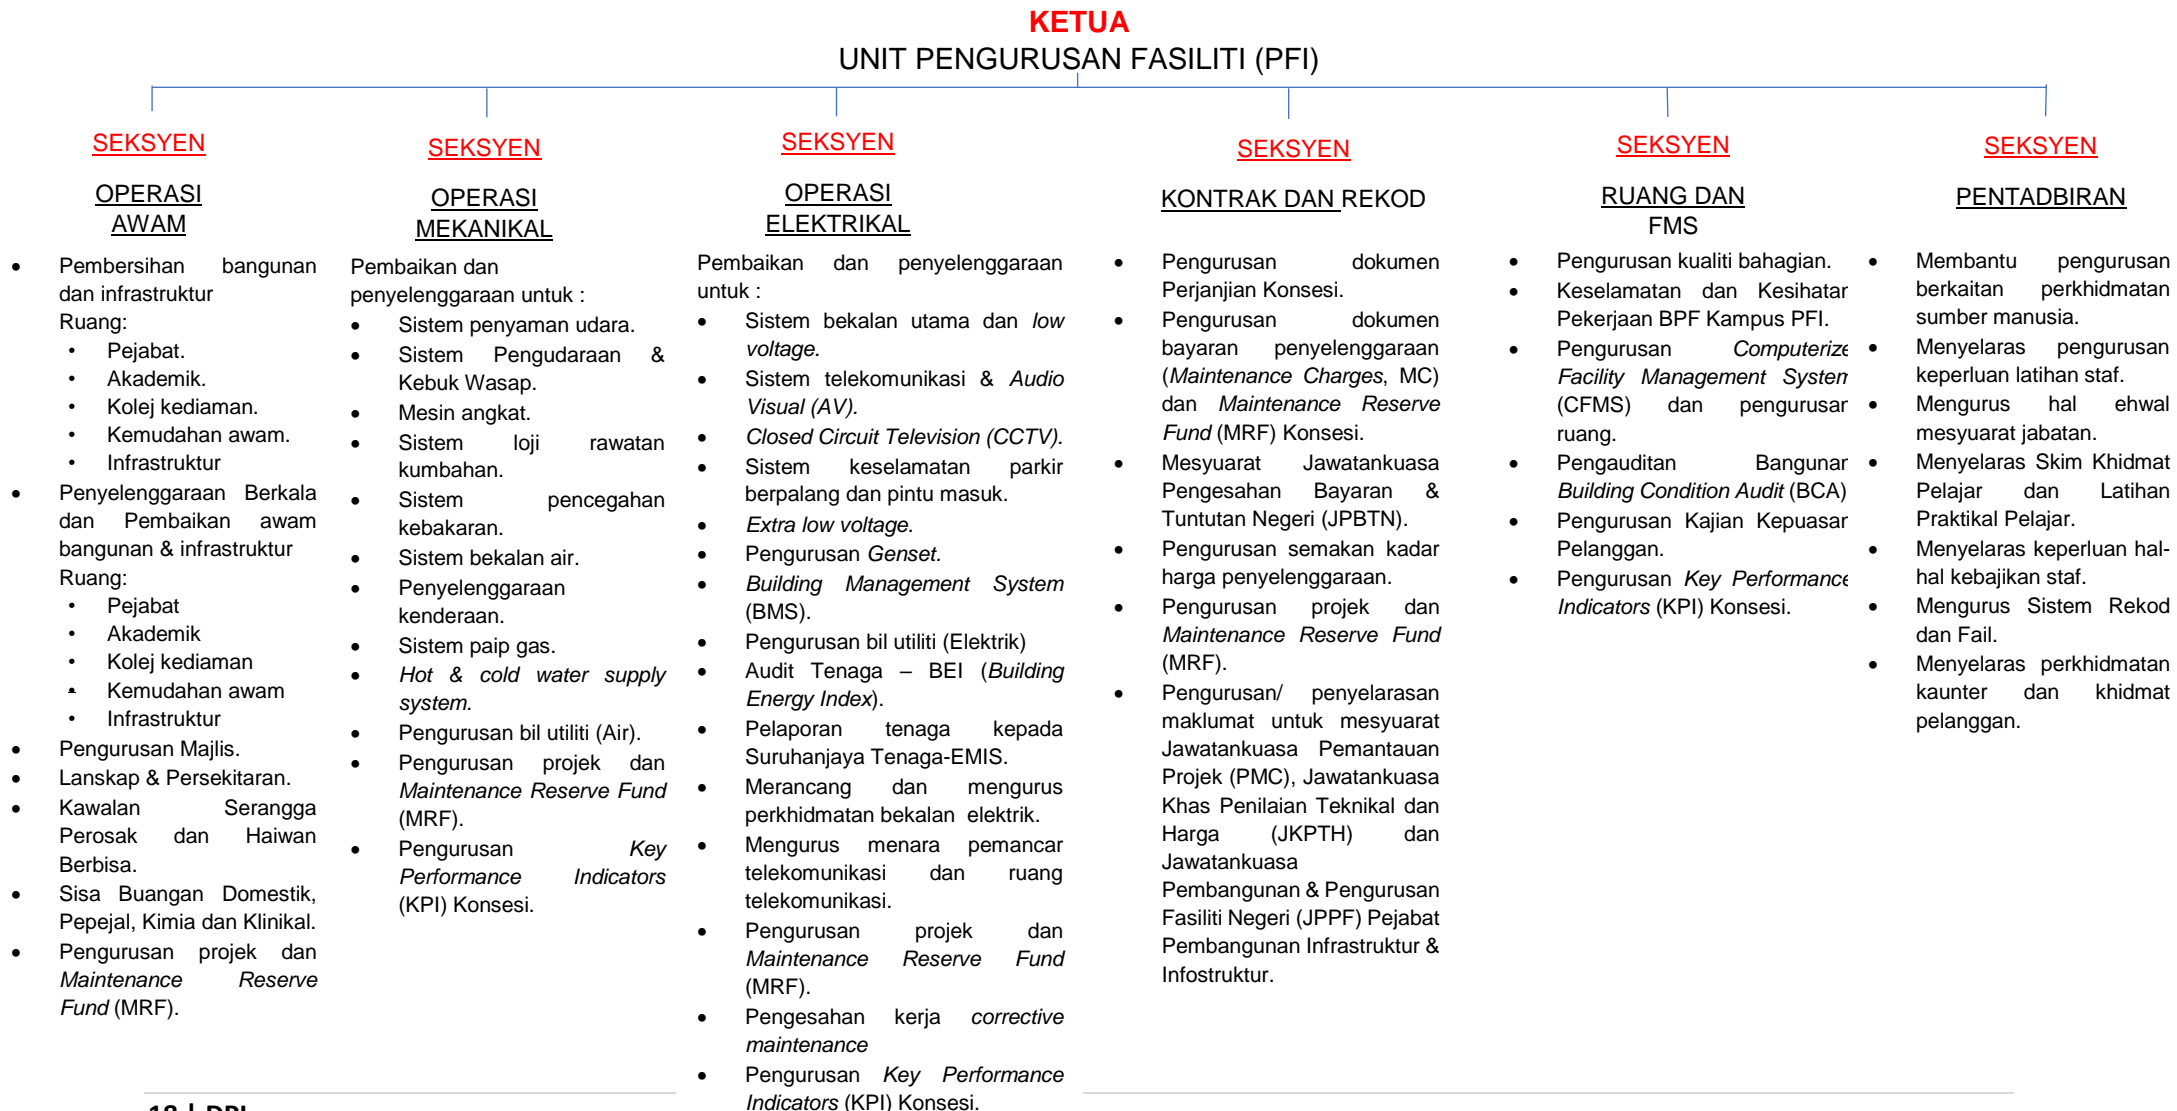 KETUA
UNIT PENGURUSAN FASILITI (PFI)
SEKSYEN
OPERASI
AWAM
• Pembersihan bangunan
dan infrastruktur
Ruang:
• Pejabat.
• Akademik.
• Kolej kediaman.
• Kemudahan awam.
• Infrastruktur
• Penyelenggaraan Berkala
dan Pembaikan awam
bangunan & infrastruktur
Ruang:
• Pejabat
• Akademik
• Kolej kediaman
• Kemudahan awam
• Infrastruktur
• Pengurusan Majlis.
• Lanskap & Persekitaran.
• Kawalan Serangga
Perosak dan Haiwan
Berbisa.
• Sisa Buangan Domestik,
Pepejal, Kimia dan Klinikal.
• Pengurusan projek dan
Maintenance Reserve
Fund (MRF).
SEKSYEN
OPERASI
MEKANIKAL
Pembaikan dan
penyelenggaraan untuk :
• Sistem penyaman udara.
• Sistem Pengudaraan &
Kebuk Wasap.
• Mesin angkat.
• Sistem loji rawatan
kumbahan.
• Sistem pencegahan
kebakaran.
• Sistem bekalan air.
• Penyelenggaraan
kenderaan.
• Sistem paip gas.
• Hot & cold water supply
system.
• Pengurusan bil utiliti (Air).
• Pengurusan projek dan
Maintenance Reserve Fund
(MRF).
• Pengurusan Key
Performance Indicators
(KPI) Konsesi.
SEKSYEN
OPERASI
ELEKTRIKAL
Pembaikan dan penyelenggaraan
untuk :
• Sistem bekalan utama dan low
voltage.
• Sistem telekomunikasi & Audio
Visual (AV).
• Closed Circuit Television (CCTV).
• Sistem keselamatan parkir
berpalang dan pintu masuk.
• Extra low voltage.
• Pengurusan Genset.
• Building Management System
(BMS).
• Pengurusan bil utiliti (Elektrik)
• Audit Tenaga – BEI (Building
Energy Index).
• Pelaporan tenaga kepada
Suruhanjaya Tenaga-EMIS.
• Merancang dan mengurus
perkhidmatan bekalan elektrik.
• Mengurus menara pemancar
telekomunikasi dan ruang
telekomunikasi.
• Pengurusan projek dan
Maintenance Reserve Fund
(MRF).
• Pengesahan kerja corrective
maintenance
• Pengurusan Key Performance
Indicators (KPI) Konsesi.
SEKSYEN
KONTRAK DAN REKOD
• Pengurusan dokumen
Perjanjian Konsesi.
• Pengurusan dokumen
bayaran penyelenggaraan
(Maintenance Charges, MC)
dan Maintenance Reserve
Fund (MRF) Konsesi.
• Mesyuarat Jawatankuasa
Pengesahan Bayaran &
Tuntutan Negeri (JPBTN).
• Pengurusan semakan kadar
harga penyelenggaraan.
• Pengurusan projek dan
Maintenance Reserve Fund
(MRF).
• Pengurusan/ penyelarasan
maklumat untuk mesyuarat
Jawatankuasa Pemantauan
Projek (PMC), Jawatankuasa
Khas Penilaian Teknikal dan
Harga (JKPTH) dan
Jawatankuasa
Pembangunan & Pengurusan
Fasiliti Negeri (JPPF) Pejabat
Pembangunan Infrastruktur &
Infostruktur.
SEKSYEN
RUANG DAN
FMS
• Pengurusan kualiti bahagian.
• Keselamatan dan Kesihatan
Pekerjaan BPF Kampus PFI.
• Pengurusan Computerize
Facility Management System
(CFMS) dan pengurusan
ruang.
• Pengauditan Bangunan
Building Condition Audit (BCA)
• Pengurusan Kajian Kepuasan
Pelanggan.
• Pengurusan Key Performance
Indicators (KPI) Konsesi.
SEKSYEN
PENTADBIRAN
• Membantu pengurusan
berkaitan perkhidmatan
sumber manusia.
• Menyelaras pengurusan
keperluan latihan staf.
• Mengurus hal ehwal
mesyuarat jabatan.
• Menyelaras Skim Khidmat
Pelajar dan Latihan
Praktikal Pelajar.
• Menyelaras keperluan hal-
hal kebajikan staf.
• Mengurus Sistem Rekod
dan Fail.
• Menyelaras perkhidmatan
kaunter dan khidmat
pelanggan.